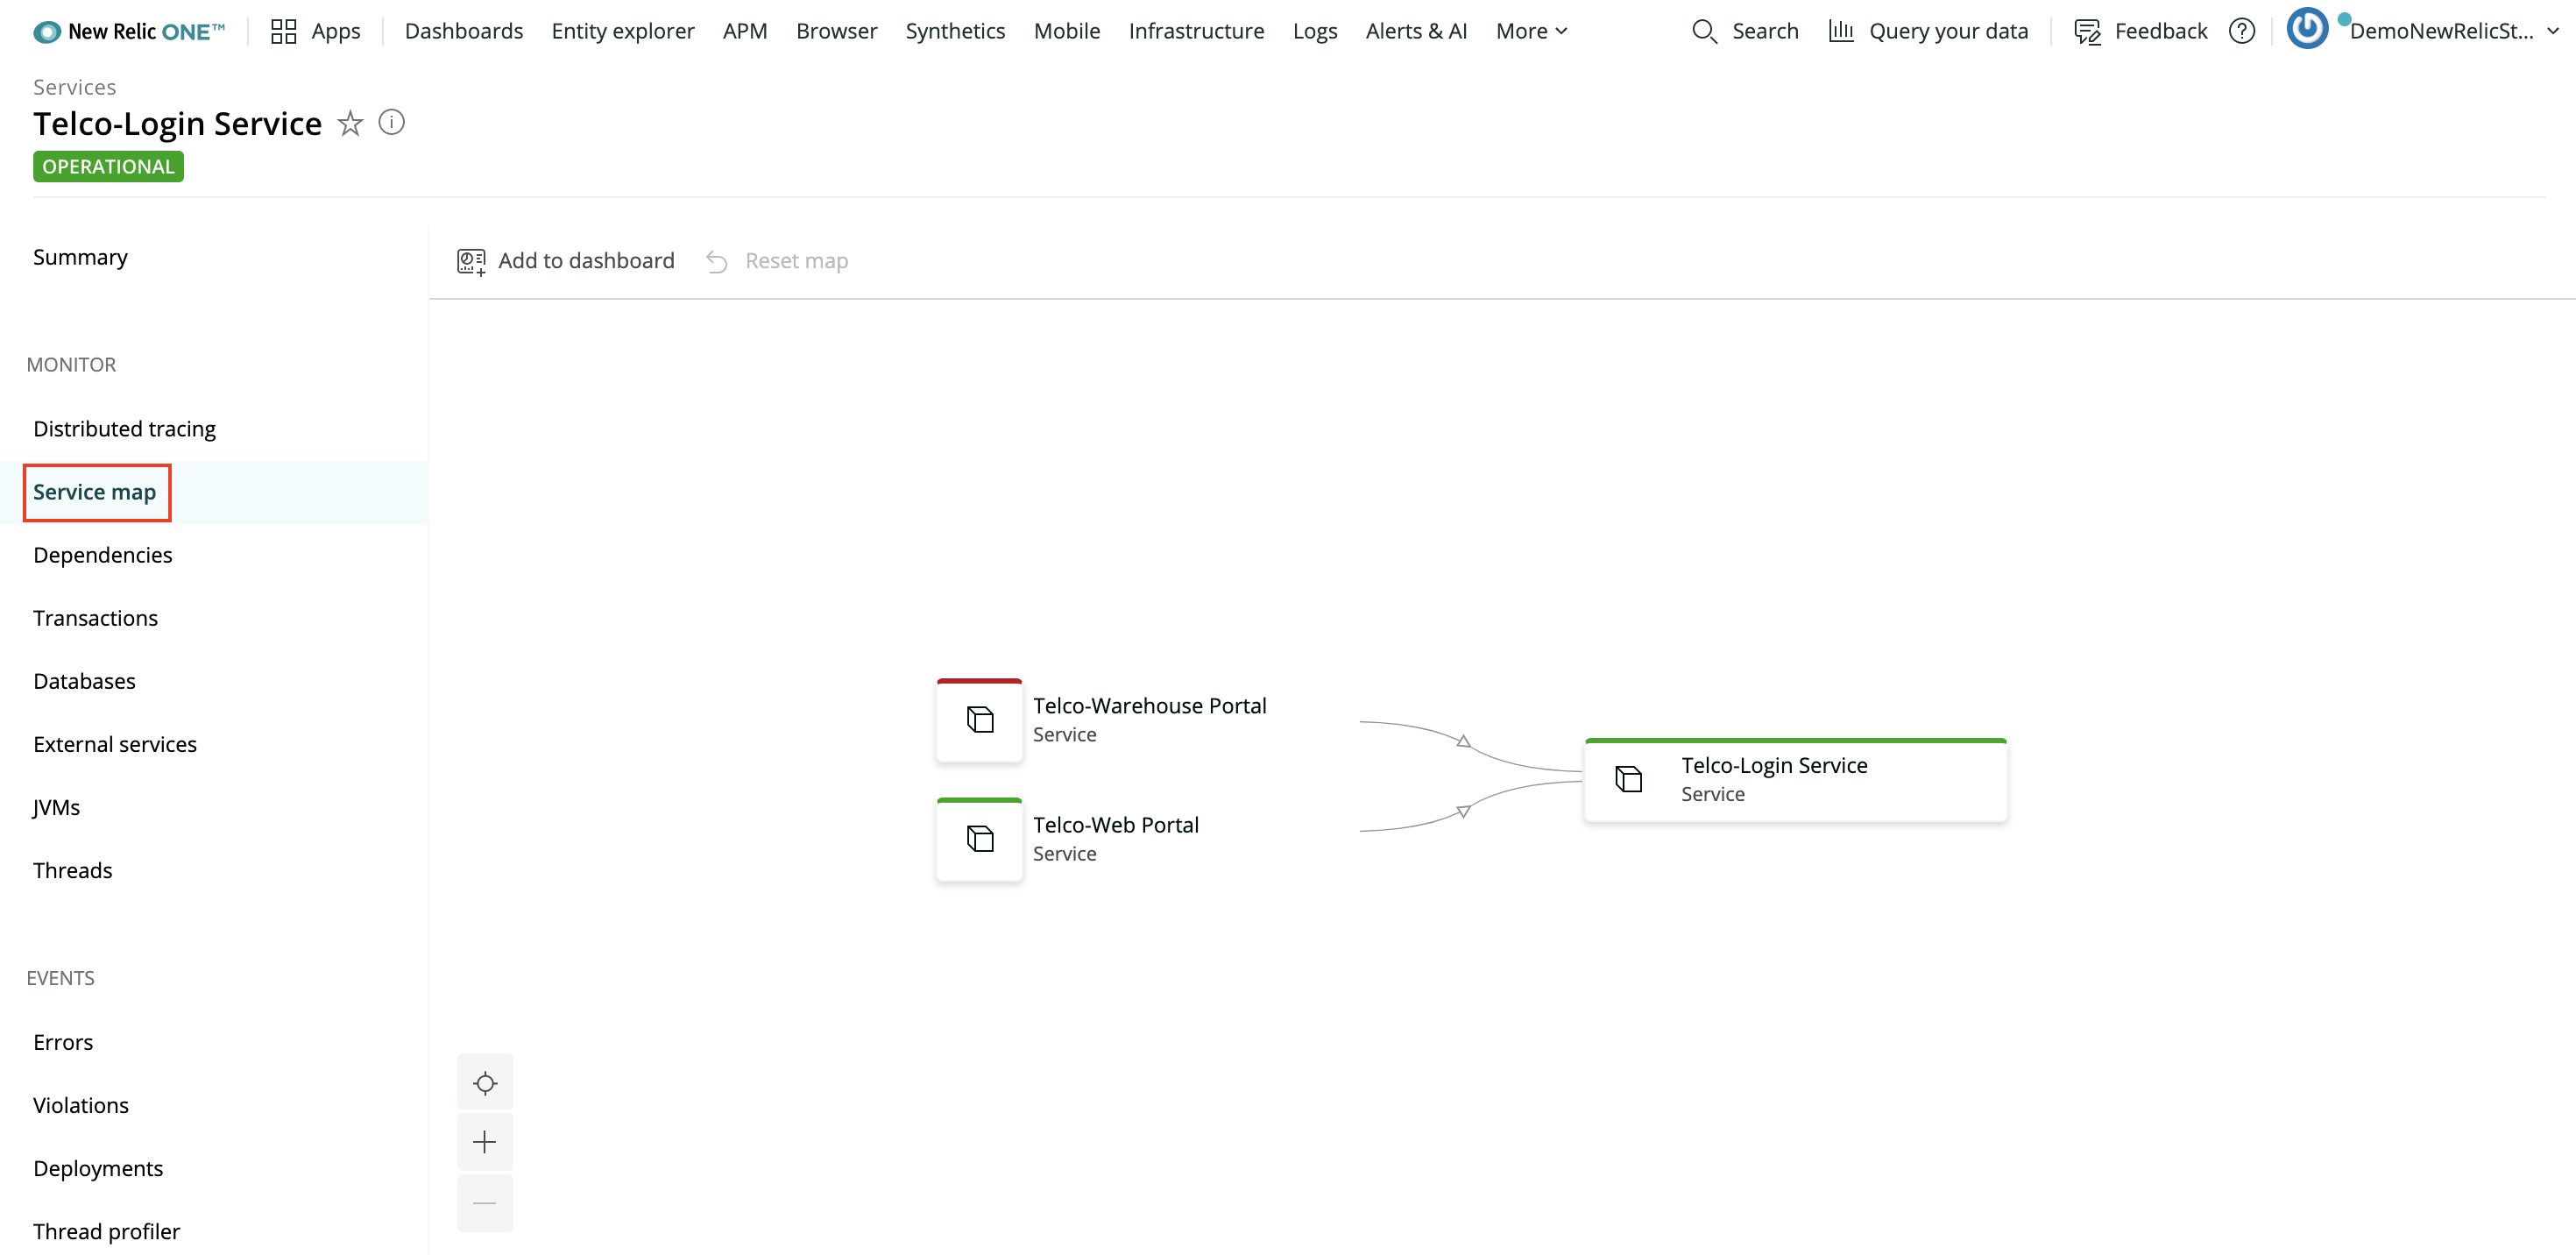 New Relic ONE™ Apps Dashboards Entity explorer APM Browser Synthetics Mobile Infrastructure Logs Alerts & AI More Search Query your data Feedback ? DemoNewRelicSt...
Services
Telco-Login Service i
OPERATIONAL
Summary
Add to dashboard Reset map
MONITOR
Distributed tracing
Service map
Dependencies
Transactions
Databases
External services
JVMs
Threads
Telco-Warehouse Portal
Service
Telco-Web Portal
Service
Telco-Login Service
Service
EVENTS
Errors
Violations
Deployments
Thread profiler